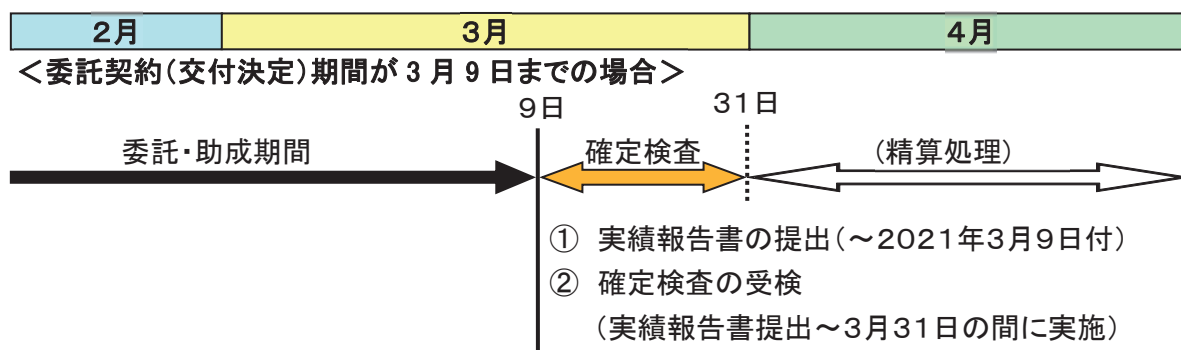 2月 3月 4月
＜委託契約(交付決定)期間が 3 月 9 日までの場合＞
9日 31日
委託・助成期間 確定検査 (精算処理)
① 実績報告書の提出(～2021年3月9日付)
② 確定検査の受検
(実績報告書提出～3月31日の間に実施)